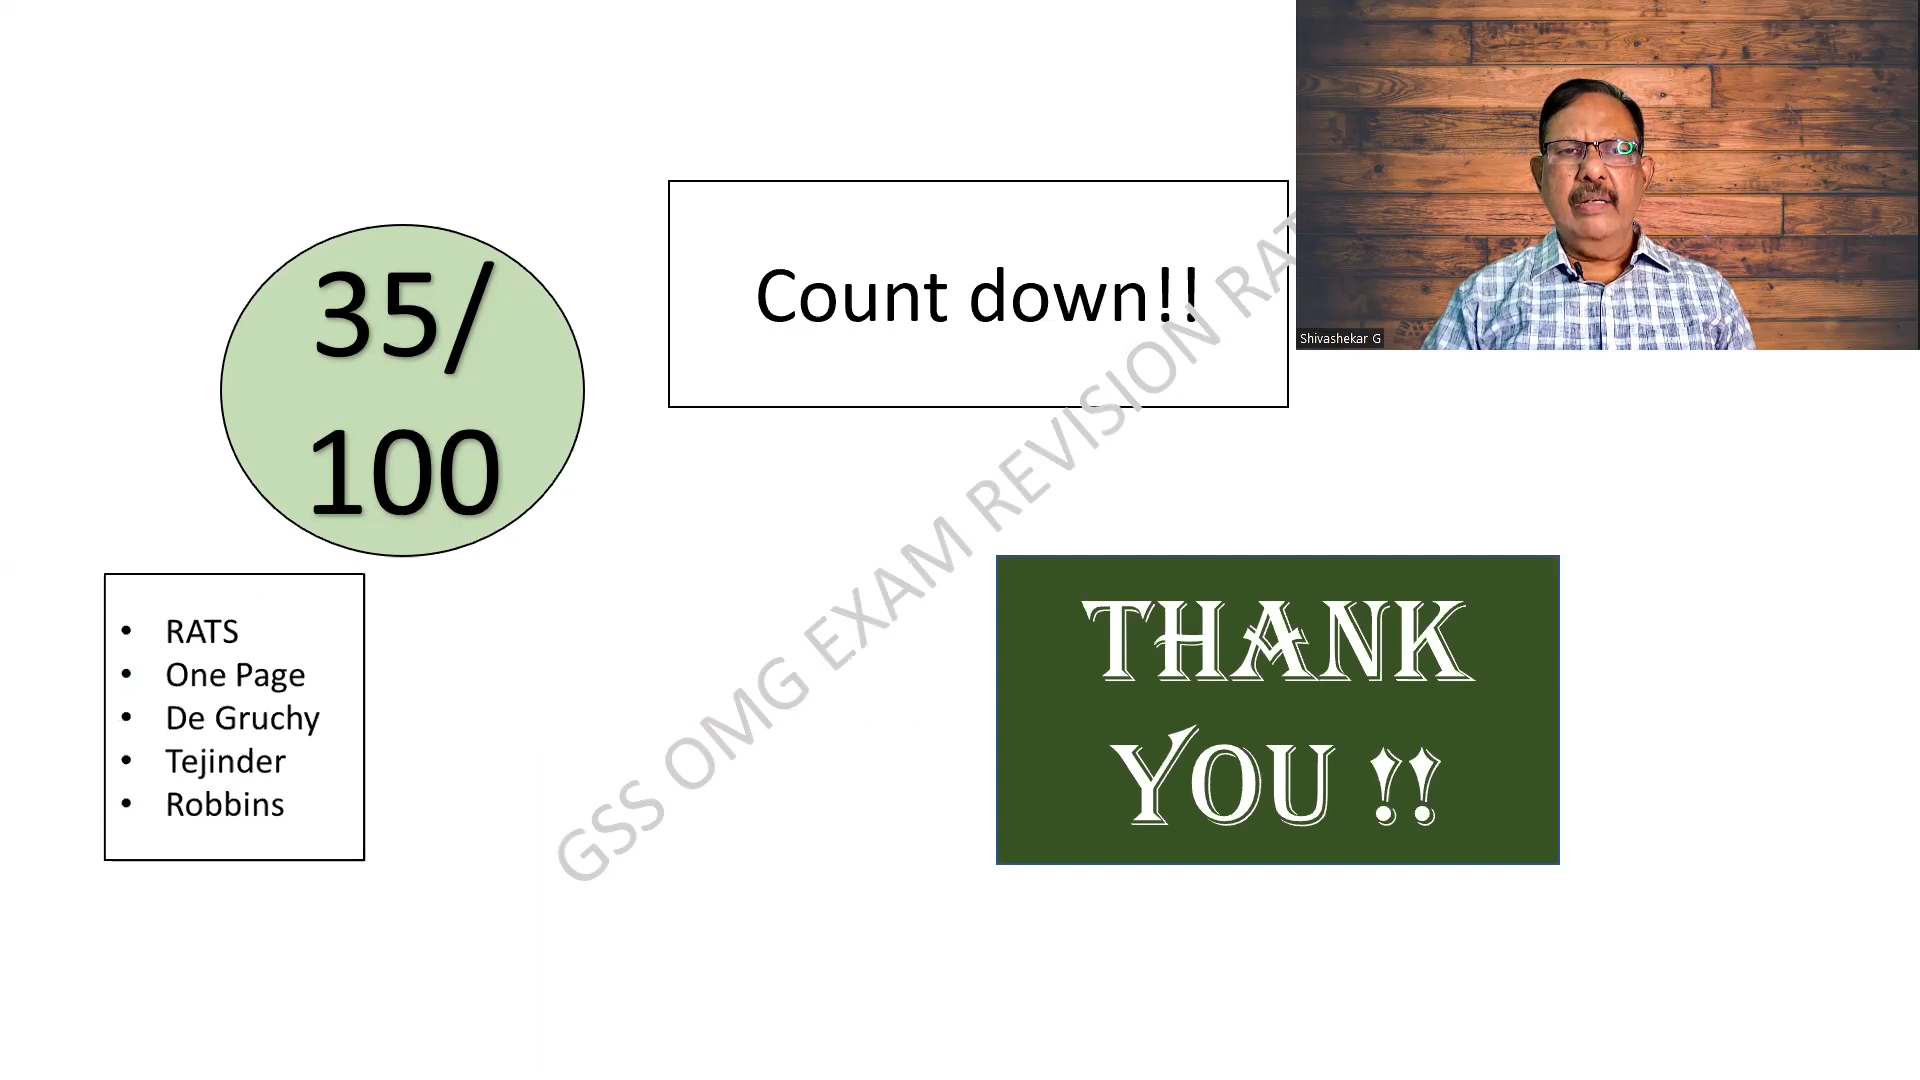 35/
100
Count down!!
Shivashekar G
• RATS
• One Page
• De Gruchy
• Tejinder
• Robbins
GSS OMG EXAM REVISION RAT
THANK
YOU !!